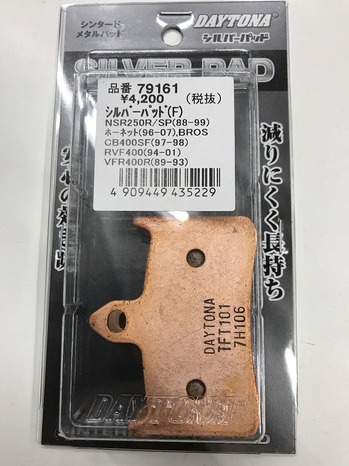 シンタード
メタルパッド
DAYTONA
シルバーパッド
SILVER PAD
品番 79161
¥4,200 (税抜)
ｼﾙﾊﾞｰﾊﾟｯﾄﾞ(F)
NSR250R/SP(88-99)
ホーネット(96-07),BROS
CB400SF(97-98)
RVF400(94-01)
VFR400R(89-93)
4 909449 435229
減りにくく長持ち
DAYTONA
TFT101
7H106
DAYTONA